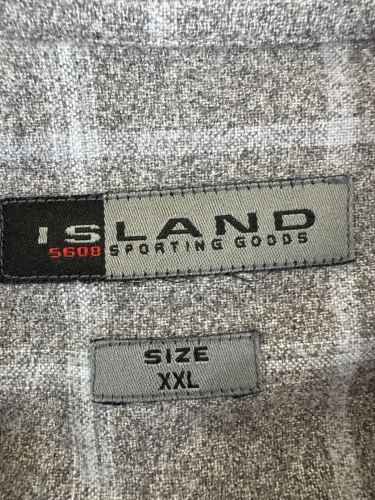 ISLAND
5608 SPORTING GOODS
SIZE
XXL